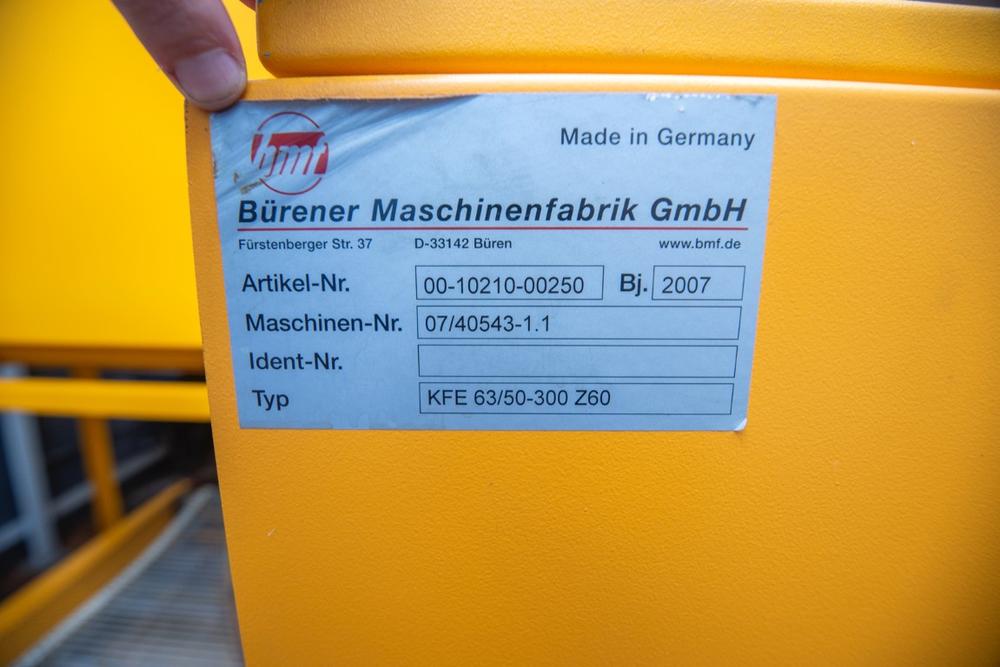 bmf
Made in Germany
Bürener Maschinenfabrik GmbH
Fürstenberger Str. 37 D-33142 Büren www.bmf.de
Artikel-Nr. 00-10210-00250 Bj. 2007
Maschinen-Nr. 07/40543-1.1
Ident-Nr.
Typ KFE 63/50-300 Z60